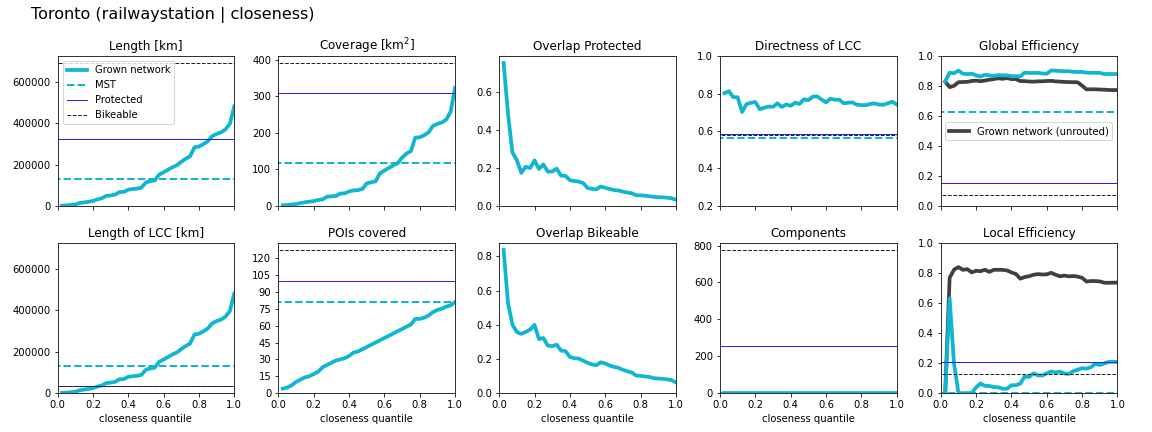 Toronto (railwaystation | closeness)
Length [km]
600000
400000
200000
0
Grown network
MST
Protected
Bikeable
Coverage [km²]
400
300
200
100
0
Overlap Protected
0.6
0.4
0.2
0.0
Directness of LCC
1.0
0.8
0.6
0.4
0.2
Global Efficiency
1.0
0.8
0.6
0.4
0.2
0.0
Grown network (unrouted)
Length of LCC [km]
600000
400000
200000
0
0.0 0.2 0.4 0.6 0.8 1.0
closeness quantile
POIs covered
120
105
90
75
60
45
30
15
0
0.0 0.2 0.4 0.6 0.8 1.0
closeness quantile
Overlap Bikeable
0.8
0.6
0.4
0.2
0.0
0.0 0.2 0.4 0.6 0.8 1.0
closeness quantile
Components
800
600
400
200
0
0.0 0.2 0.4 0.6 0.8 1.0
closeness quantile
Local Efficiency
1.0
0.8
0.6
0.4
0.2
0.0
0.0 0.2 0.4 0.6 0.8 1.0
closeness quantile